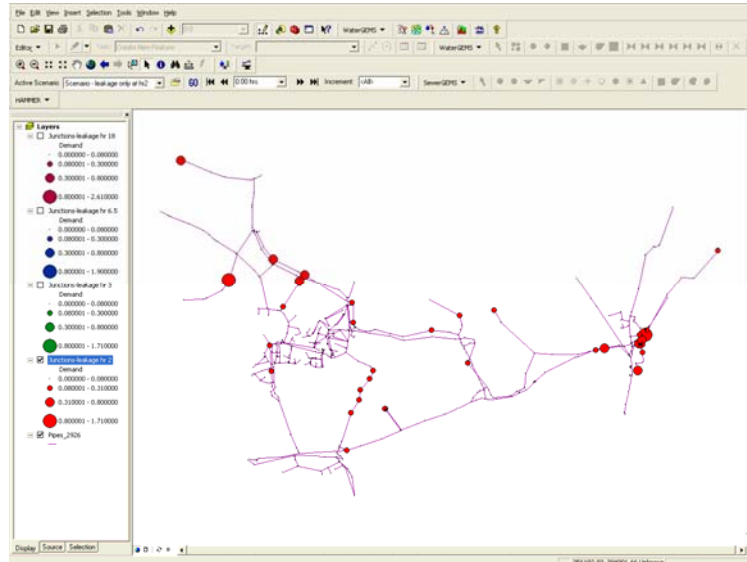 File Edit View Insert Selection Tools Window Help
WaterGEMS
Editor Create New Feature WaterGEMS
Active Scenario: Scenario - leakage only at hr2 0.00 hrs Increment: <All> SewerGEMS
HAMMER
Layers
Junctions-leakage hr 18
Demand
0.000000 - 0.080000
0.080001 - 0.300000
0.300001 - 0.800000
0.800001 - 2.610000
Junctions-leakage hr 6.5
Demand
0.000000 - 0.080000
0.080001 - 0.300000
0.300001 - 0.800000
0.800001 - 1.900000
Junctions-leakage hr 3
Demand
0.000000 - 0.080000
0.080001 - 0.300000
0.300001 - 0.800000
0.800001 - 1.710000
Junctions-leakage hr 2
Demand
0.000000 - 0.080000
0.080001 - 0.310000
0.310001 - 0.800000
0.800001 - 1.710000
Pipes_2926
Display Source Selection